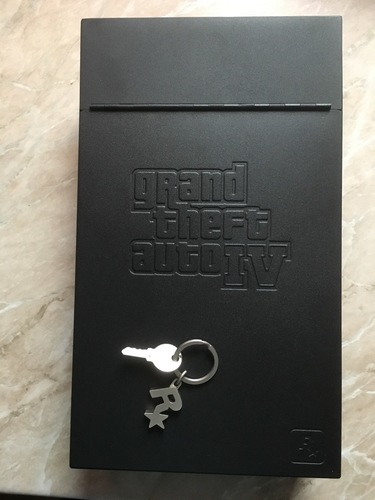 grand
theft
auto IV
R
R